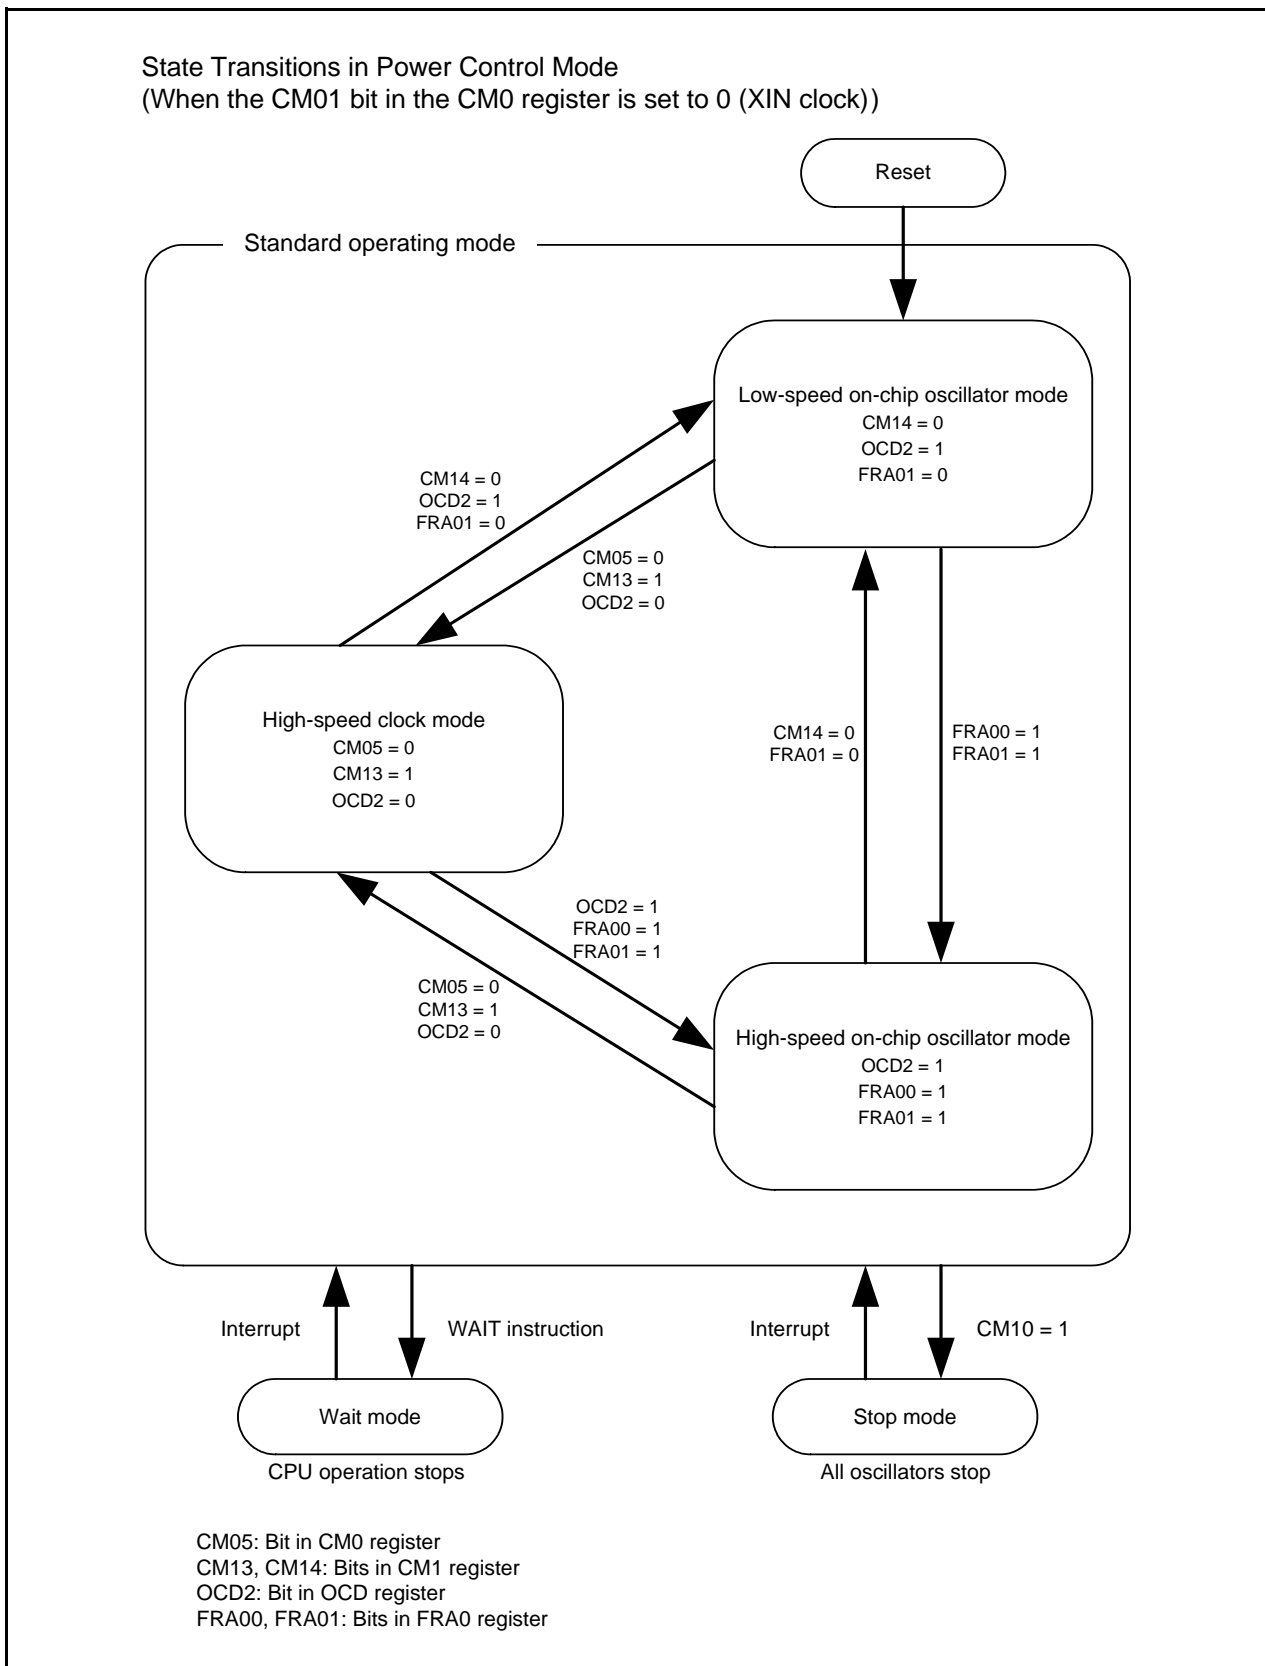 State Transitions in Power Control Mode
(When the CM01 bit in the CM0 register is set to 0 (XIN clock))
Reset
Standard operating mode
Low-speed on-chip oscillator mode
CM14 = 0
OCD2 = 1
FRA01 = 0
CM14 = 0
OCD2 = 1
FRA01 = 0
CM05 = 0
CM13 = 1
OCD2 = 0
High-speed clock mode
CM05 = 0
CM13 = 1
OCD2 = 0
CM14 = 0
FRA01 = 0
FRA00 = 1
FRA01 = 1
OCD2 = 1
FRA00 = 1
FRA01 = 1
CM05 = 0
CM13 = 1
OCD2 = 0
High-speed on-chip oscillator mode
OCD2 = 1
FRA00 = 1
FRA01 = 1
Interrupt
WAIT instruction
Interrupt
CM10 = 1
Wait mode
Stop mode
CPU operation stops
All oscillators stop
CM05: Bit in CM0 register
CM13, CM14: Bits in CM1 register
OCD2: Bit in OCD register
FRA00, FRA01: Bits in FRA0 register